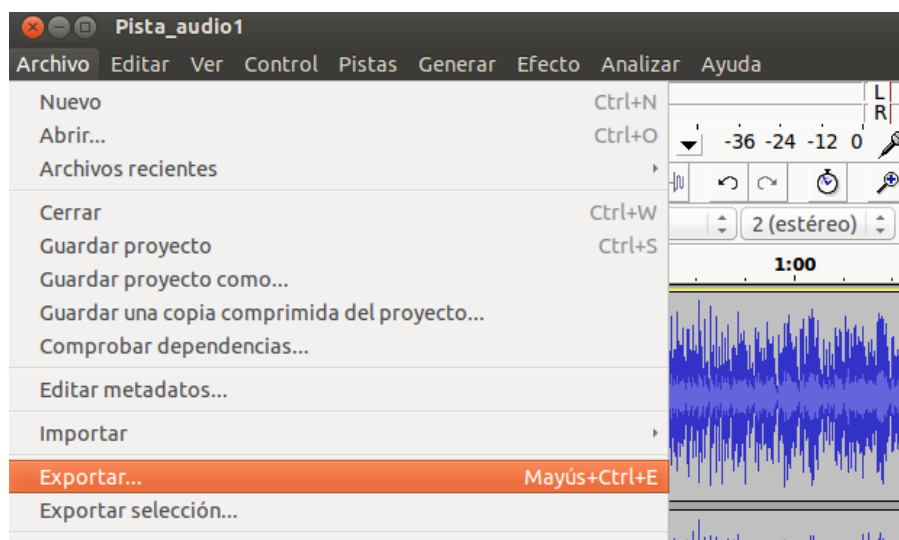 Pista_audio1
Archivo Editar Ver Control Pistas Generar Efecto Analizar Ayuda
Nuevo Ctrl+N
Abrir... Ctrl+O
Archivos recientes
Cerrar Ctrl+W
Guardar proyecto Ctrl+S
Guardar proyecto como...
Guardar una copia comprimida del proyecto...
Comprobar dependencias...
Editar metadatos...
Importar
Exportar... Mayús+Ctrl+E
Exportar selección...
L
R
-36 -24 -12 0
2 (estéreo)
1:00